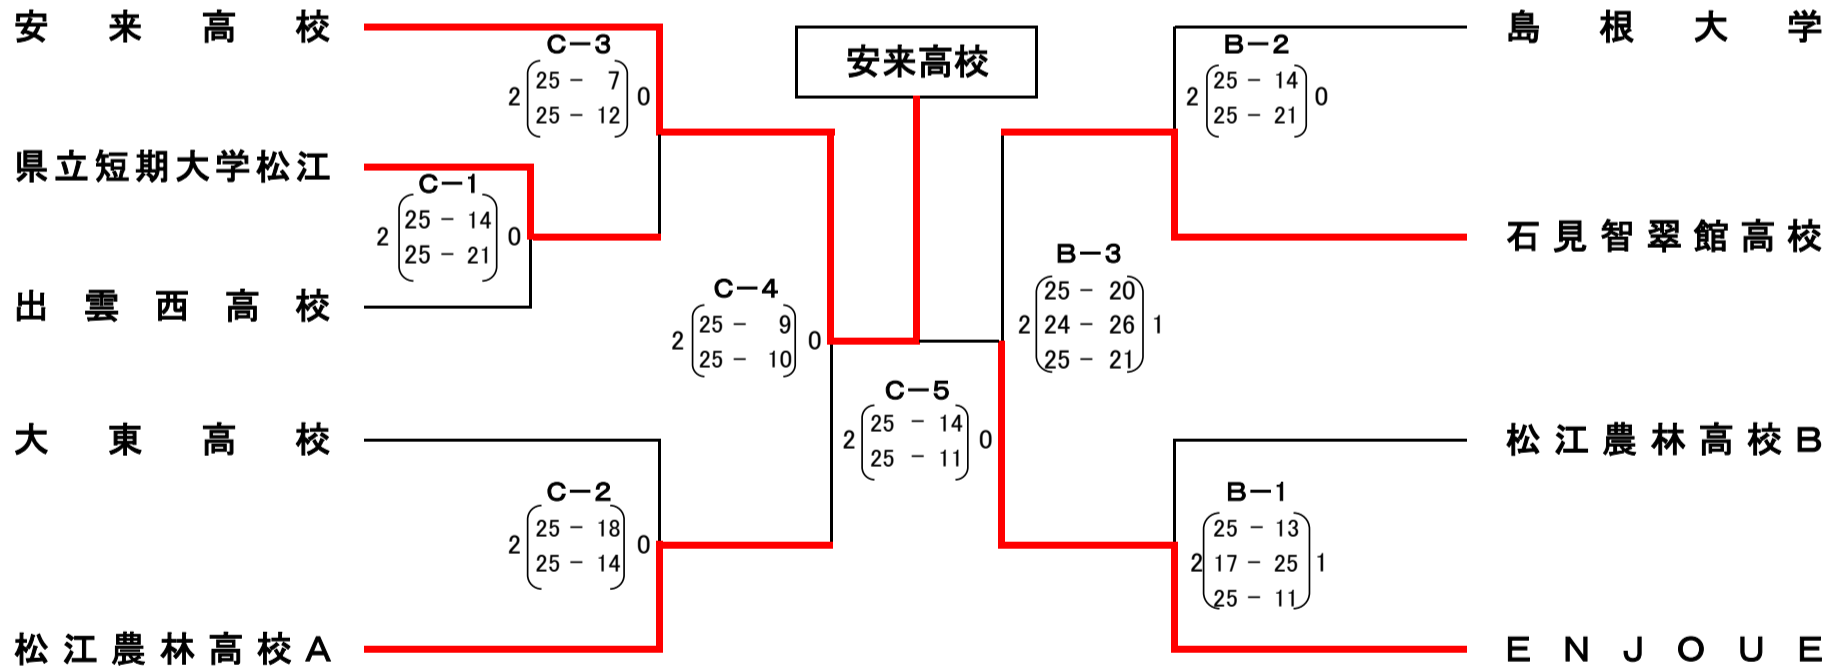 安来高校
C－3
2 25 － 7 0
25 － 12
県立短期大学松江
C－1
2 25 － 14 0
25 － 21
出雲西高校
大東高校
C－2
2 25 － 18 0
25 － 14
松江農林高校A
C－4
2 25 － 9 0
25 － 10
安来高校
C－5
2 25 － 14 0
25 － 11
島根大学
B－2
2 25 － 14 0
25 － 21
石見智翠館高校
B－3
25 － 20
2 24 － 26 1
25 － 21
松江農林高校B
B－1
25 － 13
2 17 － 25 1
25 － 11
ENJOUE